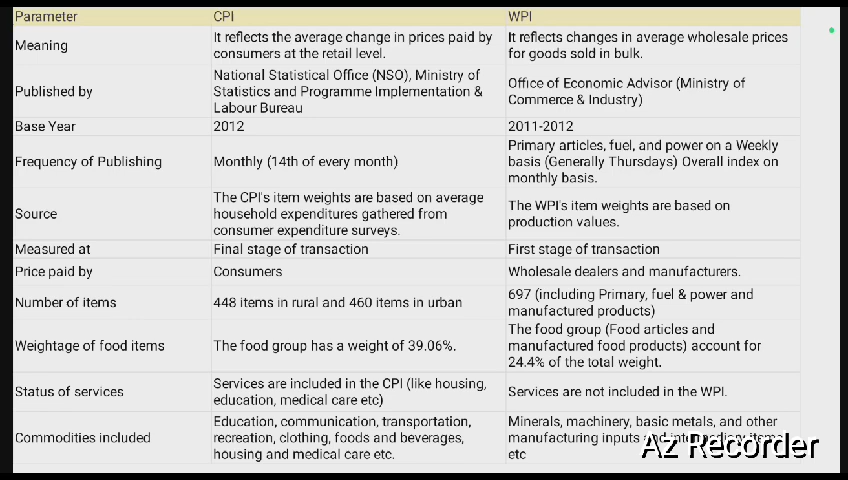 Parameter CPI WPI
Meaning
It reflects the average change in prices paid by
consumers at the retail level.
It reflects changes in average wholesale prices
for goods sold in bulk.
Published by
National Statistical Office (NSO), Ministry of
Statistics and Programme Implementation &
Labour Bureau
Office of Economic Advisor (Ministry of
Commerce & Industry)
Base Year 2012 2011-2012
Frequency of Publishing
Monthly (14th of every month)
Primary articles, fuel, and power on a Weekly
basis (Generally Thursdays) Overall index on
monthly basis.
Source
The CPI's item weights are based on average
household expenditures gathered from
consumer expenditure surveys.
The WPI's item weights are based on
production values.
Measured at Final stage of transaction First stage of transaction
Price paid by Consumers Wholesale dealers and manufacturers.
Number of items
448 items in rural and 460 items in urban
697 (including Primary, fuel & power and
manufactured products)
Weightage of food items
The food group has a weight of 39.06%.
The food group (Food articles and
manufactured food products) account for
24.4% of the total weight.
Status of services
Services are included in the CPI (like housing,
education, medical care etc)
Services are not included in the WPI.
Commodities included
Education, communication, transportation,
recreation, clothing, foods and beverages,
housing and medical care etc.
Minerals, machinery, basic metals, and other
manufacturing inputs
etc
Az Recorder